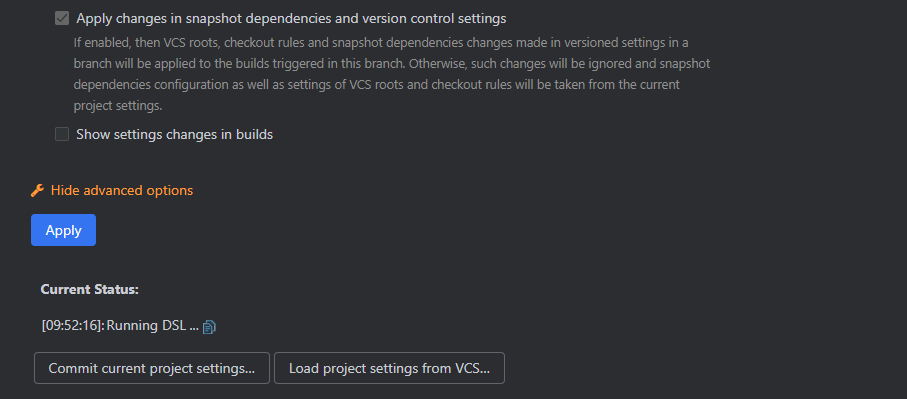 Apply changes in snapshot dependencies and version control settings
If enabled, then VCS roots, checkout rules and snapshot dependencies changes made in versioned settings in a
branch will be applied to the builds triggered in this branch. Otherwise, such changes will be ignored and snapshot
dependencies configuration as well as settings of VCS roots and checkout rules will be taken from the current
project settings.
Show settings changes in builds
Hide advanced options
Apply
Current Status:
[09:52:16]: Running DSL ...
Commit current project settings... Load project settings from VCS...